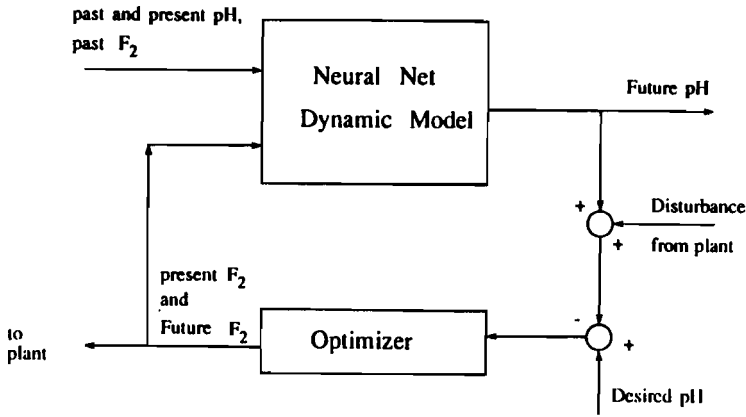 past and present pH,
past F₂
Neural Net
Dynamic Model
Future pH
+
Disturbance
+
from plant
present F₂
and
Future F₂
to
plant
Optimizer
-
+
Desired pH